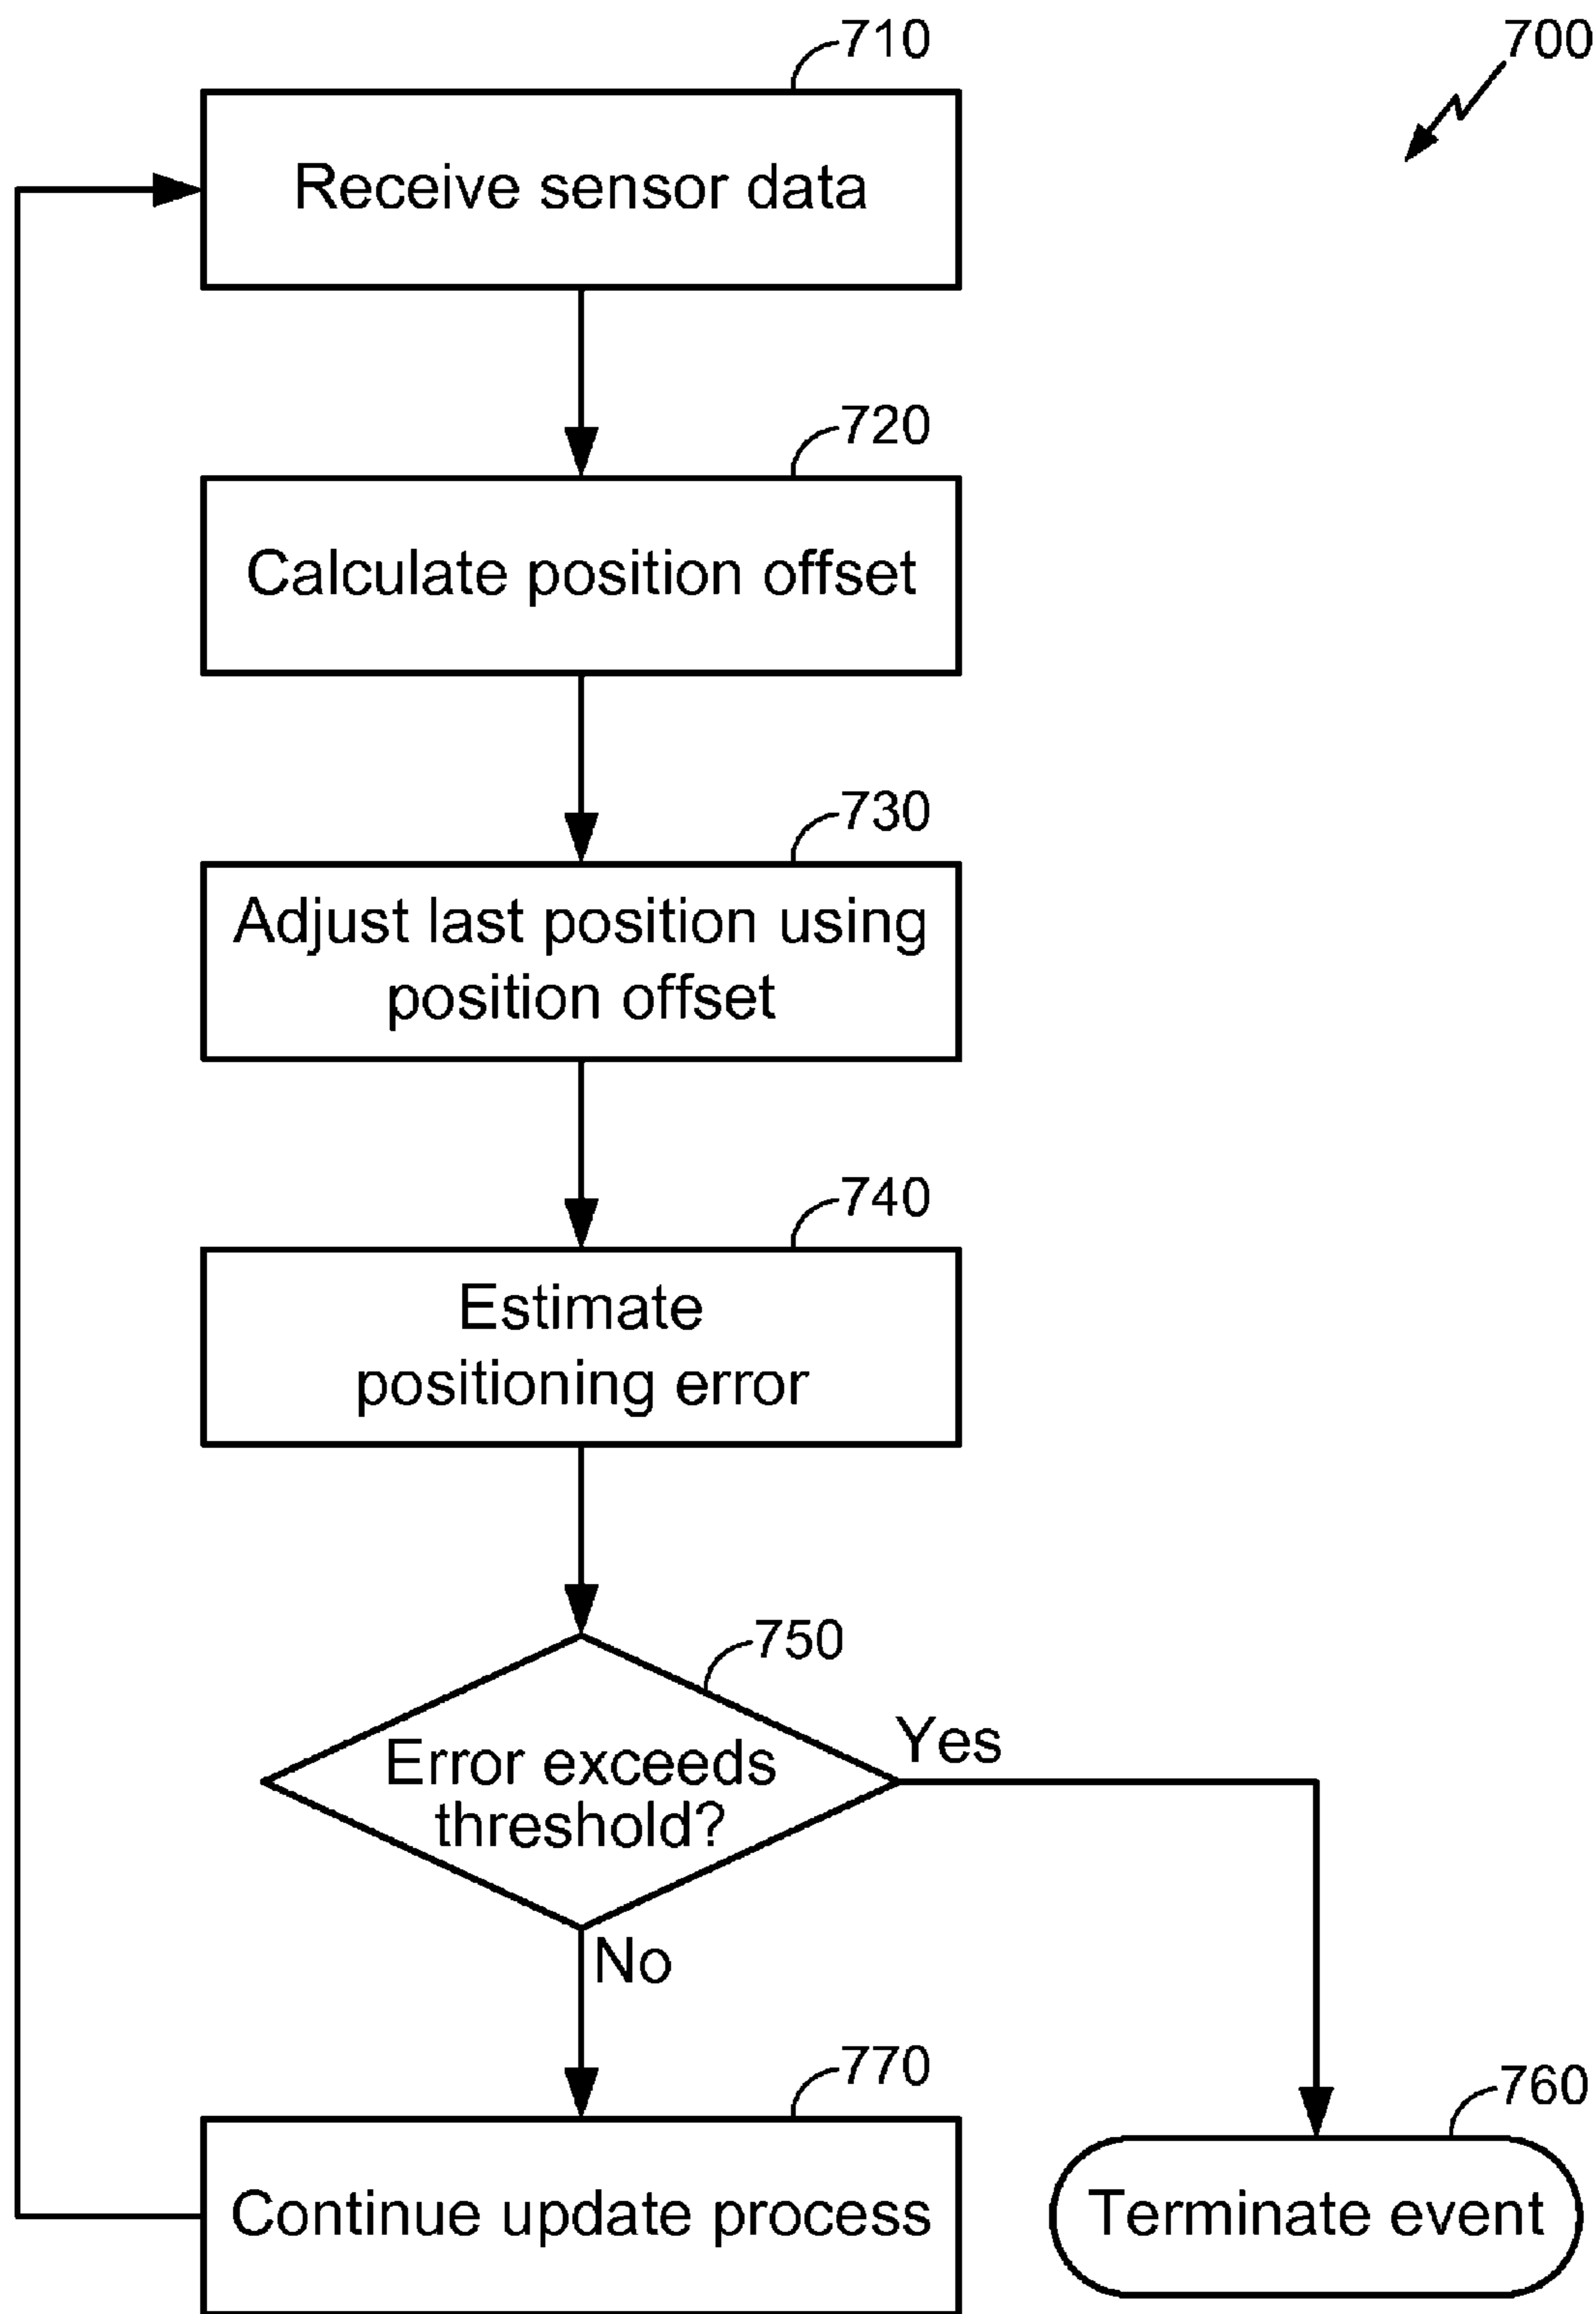 710
700
Receive sensor data
720
Calculate position offset
730
Adjust last position using
position offset
740
Estimate
positioning error
750
Error exceeds
threshold?
Yes
No
770
760
Continue update process
Terminate event